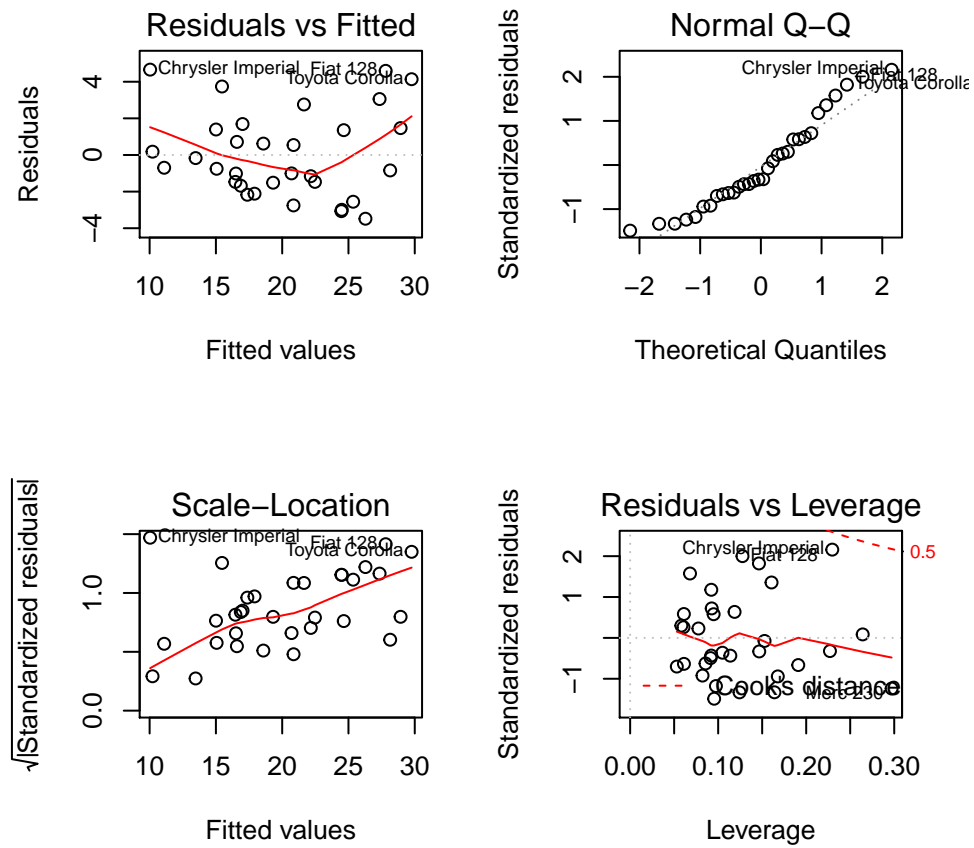 Residuals vs Fitted
Residuals
4
0
−4
Chrysler Imperial
Fiat 128
Toyota Corolla
10 15 20 25 30
Fitted values
Normal Q−Q
Standardized residuals
2
1
−1
Chrysler Imperial
Fiat 128
Toyota Corolla
−2 −1 0 1 2
Theoretical Quantiles
Scale−Location
√|Standardized residuals|
1.0
0.0
Chrysler Imperial
Fiat 128
Toyota Corolla
10 15 20 25 30
Fitted values
Residuals vs Leverage
Standardized residuals
2
1
−1
Chrysler Imperial
Fiat 128
0.5
Cook's distance
Merc 230
0.00 0.10 0.20 0.30
Leverage